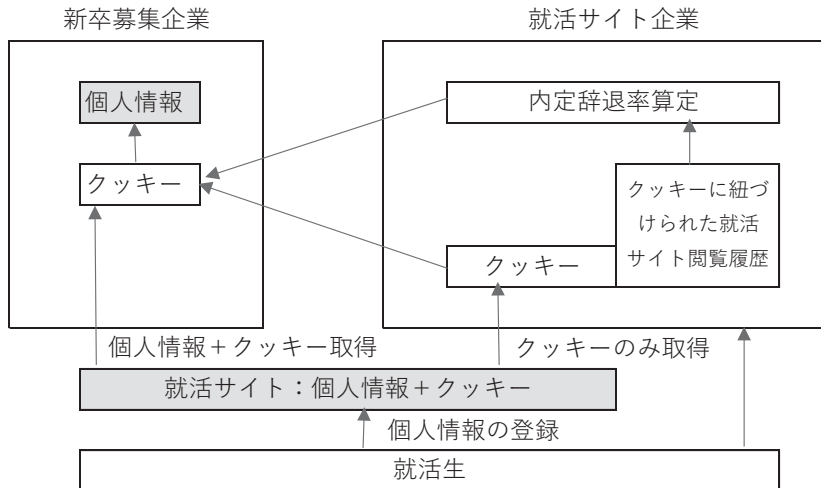 新卒募集企業
就活サイト企業
個人情報
内定辞退率算定
クッキー
クッキーに紐づ
けられた就活
サイト閲覧履歴
クッキー
個人情報＋クッキー取得
クッキーのみ取得
就活サイト：個人情報＋クッキー
個人情報の登録
就活生